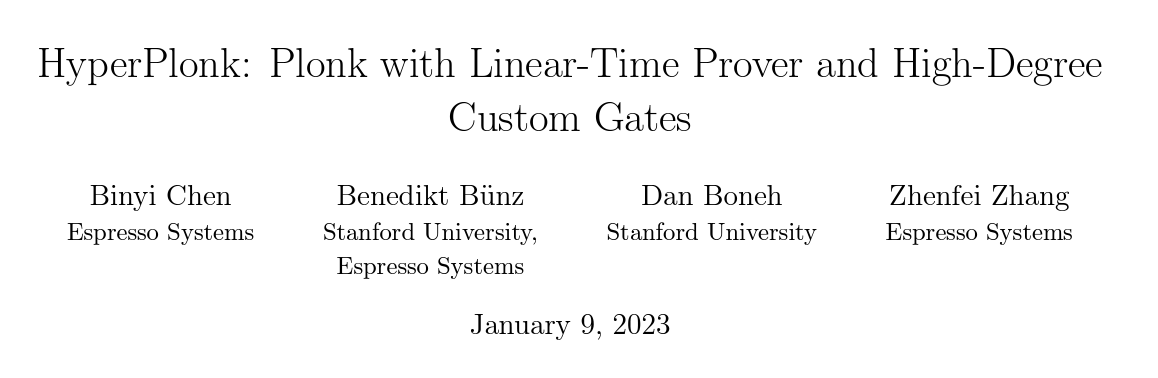 HyperPlonk: Plonk with Linear-Time Prover and High-Degree
Custom Gates
Binyi Chen
Espresso Systems
Benedikt Bünz
Stanford University,
Espresso Systems
Dan Boneh
Stanford University
Zhenfei Zhang
Espresso Systems
January 9, 2023